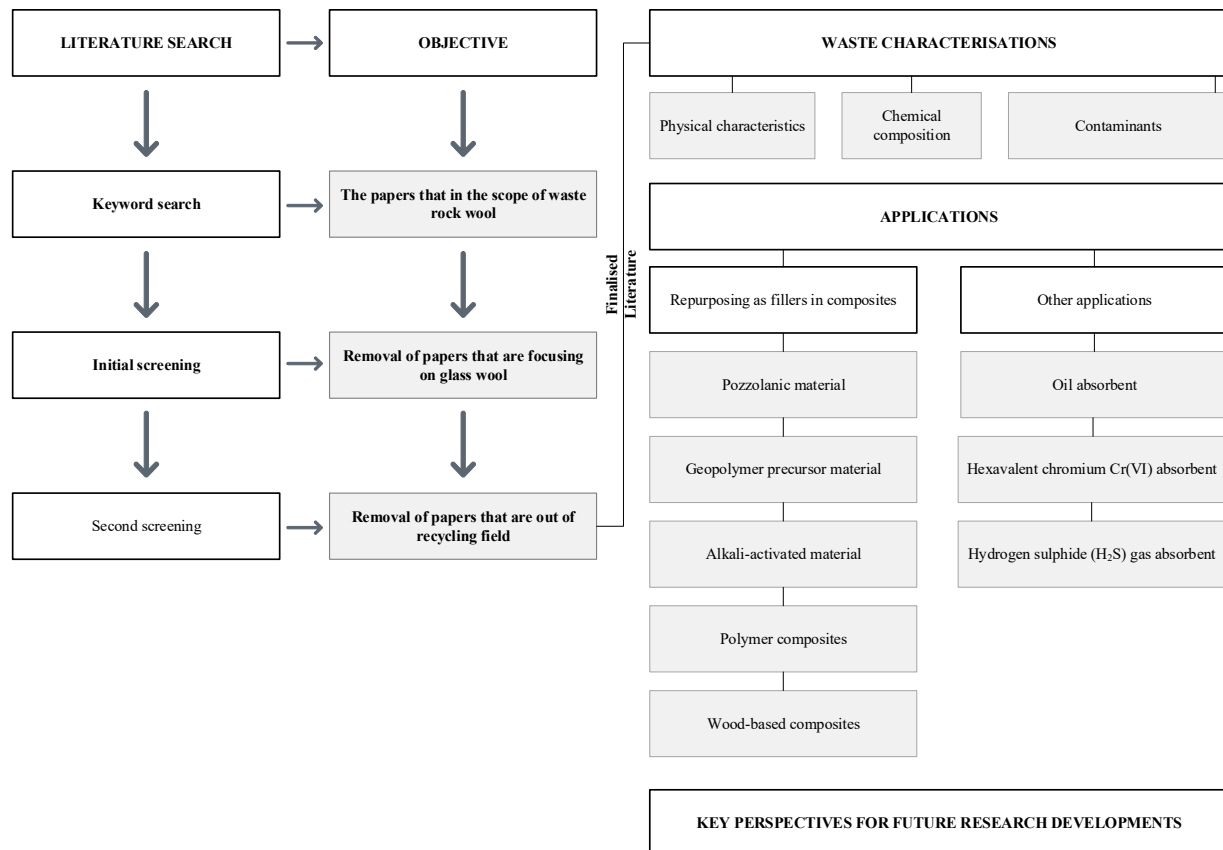 LITERATURE SEARCH
OBJECTIVE
Keyword search
The papers that in the scope of waste
rock wool
Initial screening
Removal of papers that are focusing
on glass wool
Second screening
Removal of papers that are out of
recycling field
Finalised
Literature
WASTE CHARACTERISATIONS
Physical characteristics
Chemical
composition
Contaminants
APPLICATIONS
Repurposing as fillers in composites
Other applications
Pozzolanic material
Oil absorbent
Geopolymer precursor material
Hexavalent chromium Cr(VI) absorbent
Alkali-activated material
Hydrogen sulphide (H₂S) gas absorbent
Polymer composites
Wood-based composites
KEY PERSPECTIVES FOR FUTURE RESEARCH DEVELOPMENTS